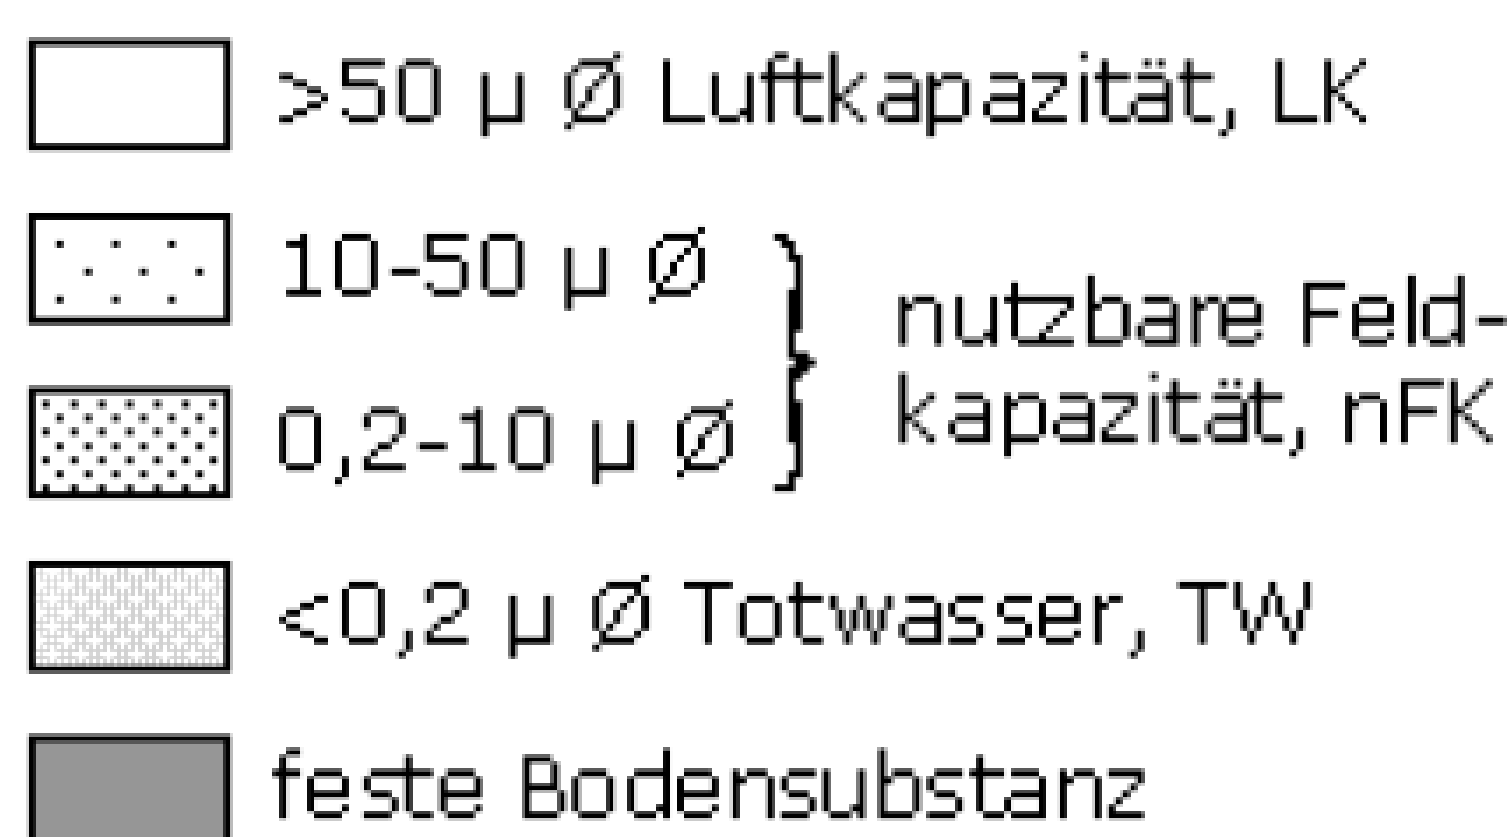 >50 µ Ø Luftkapazität, LK
10-50 µ Ø
nutzbare Feld-
kapazität, nFK
0,2-10 µ Ø
<0,2 µ Ø Totwasser, TW
feste Bodensubstanz